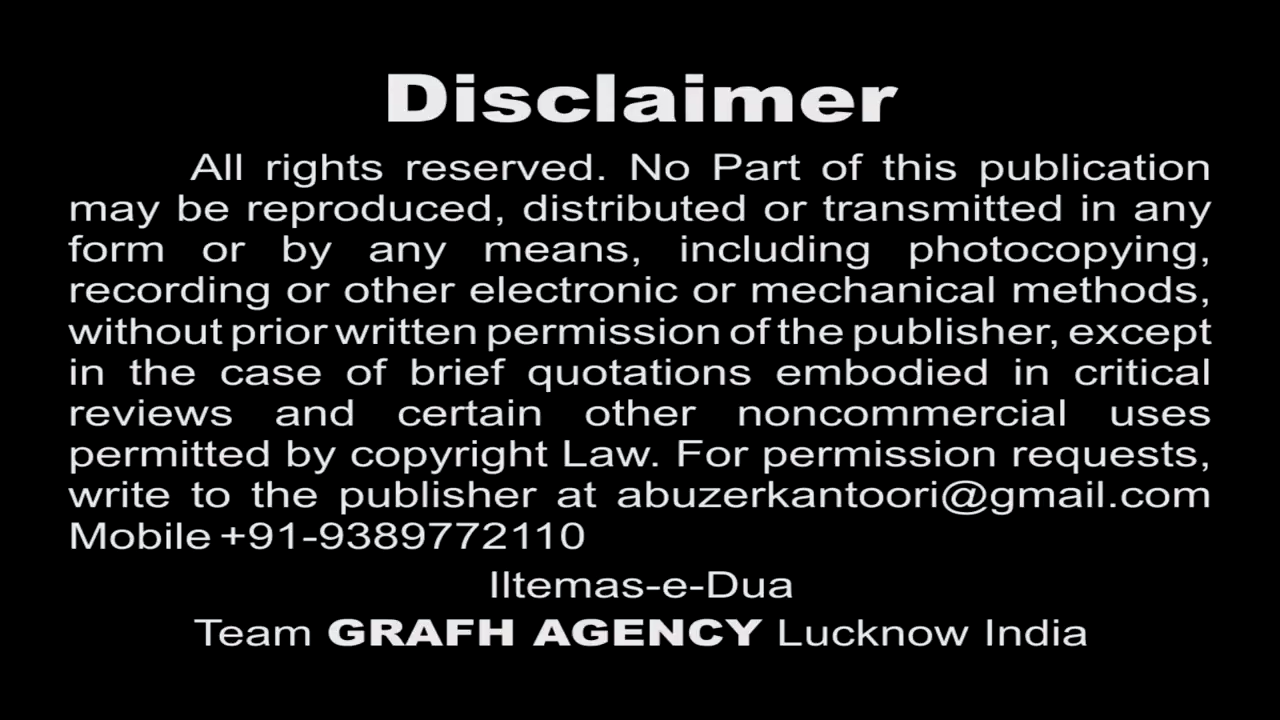 Disclaimer
All rights reserved. No Part of this publication
may be reproduced, distributed or transmitted in any
form or by any means, including photocopying,
recording or other electronic or mechanical methods,
without prior written permission of the publisher, except
in the case of brief quotations embodied in critical
reviews and certain other noncommercial uses
permitted by copyright Law. For permission requests,
write to the publisher at abuzerkantoori@gmail.com
Mobile +91-9389772110
IItemas-e-Dua
Team GRAFH AGENCY Lucknow India